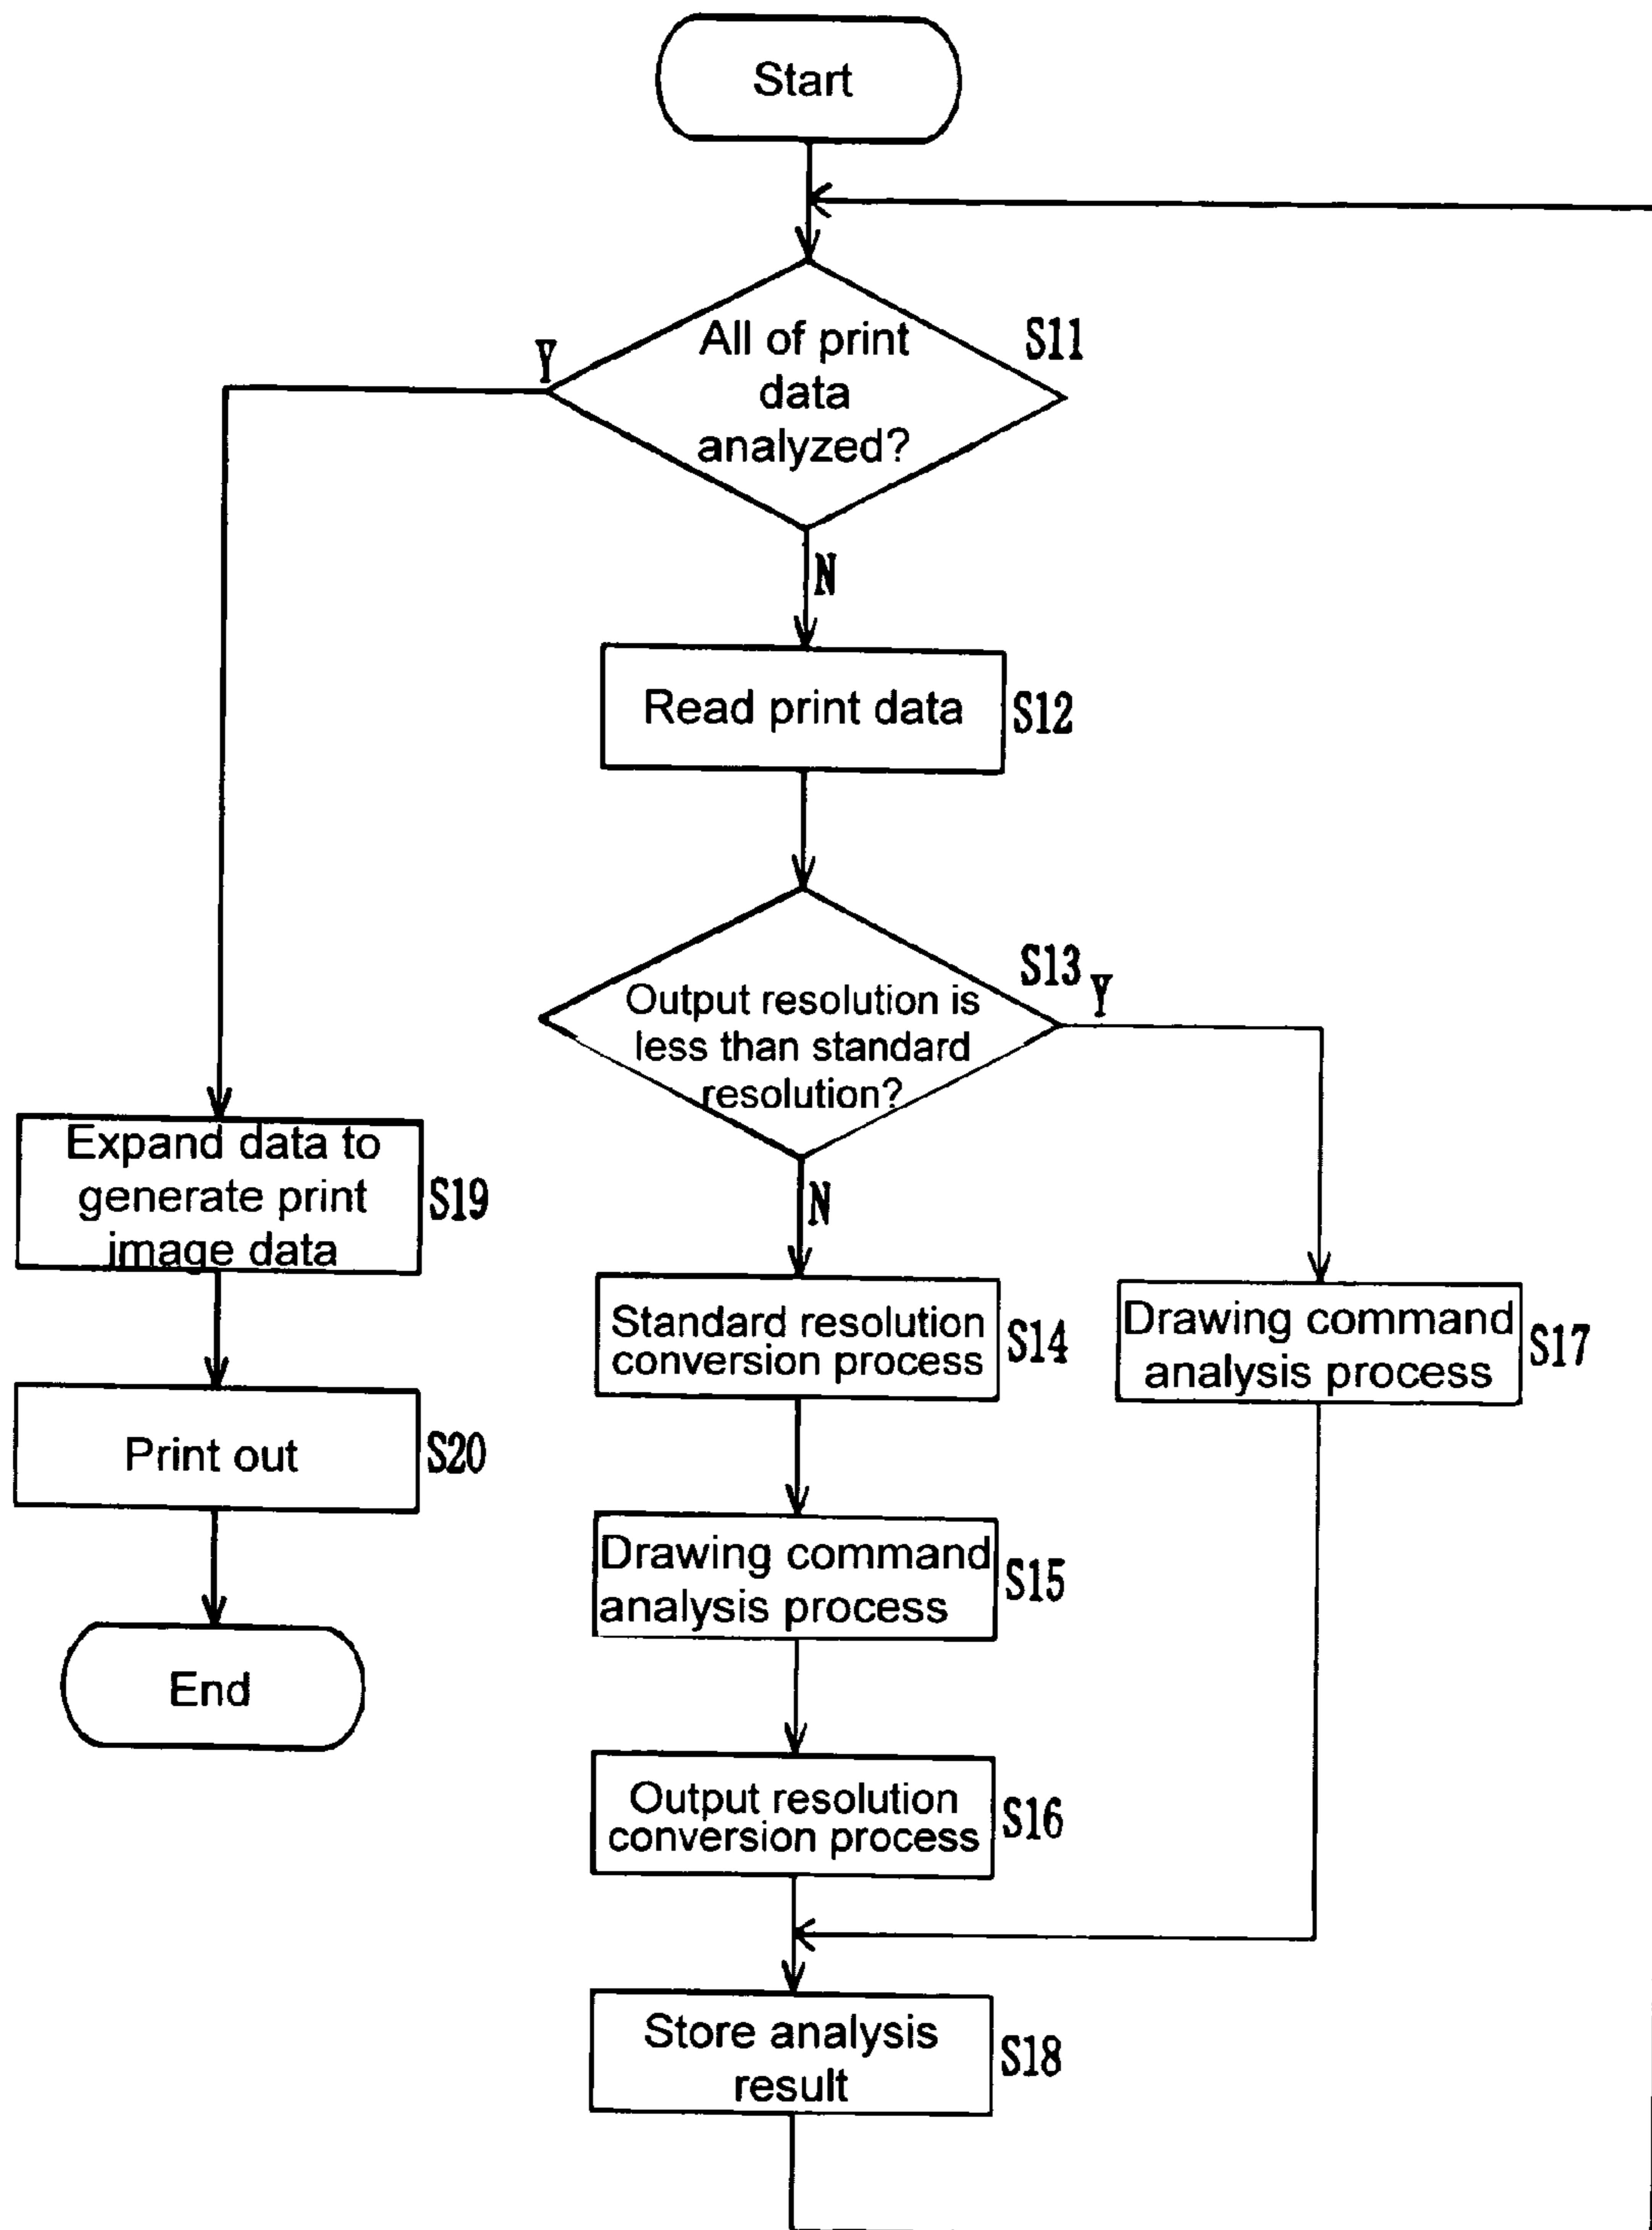 Start
All of print
data
analyzed?
S11
Y
N
Read print data
S12
Output resolution is
less than standard
resolution?
S13
Y
N
Standard resolution
conversion process
S14
Drawing command
analysis process
S15
Output resolution
conversion process
S16
Drawing command
analysis process
S17
Store analysis
result
S18
Expand data to
generate print
image data
S19
Print out
S20
End